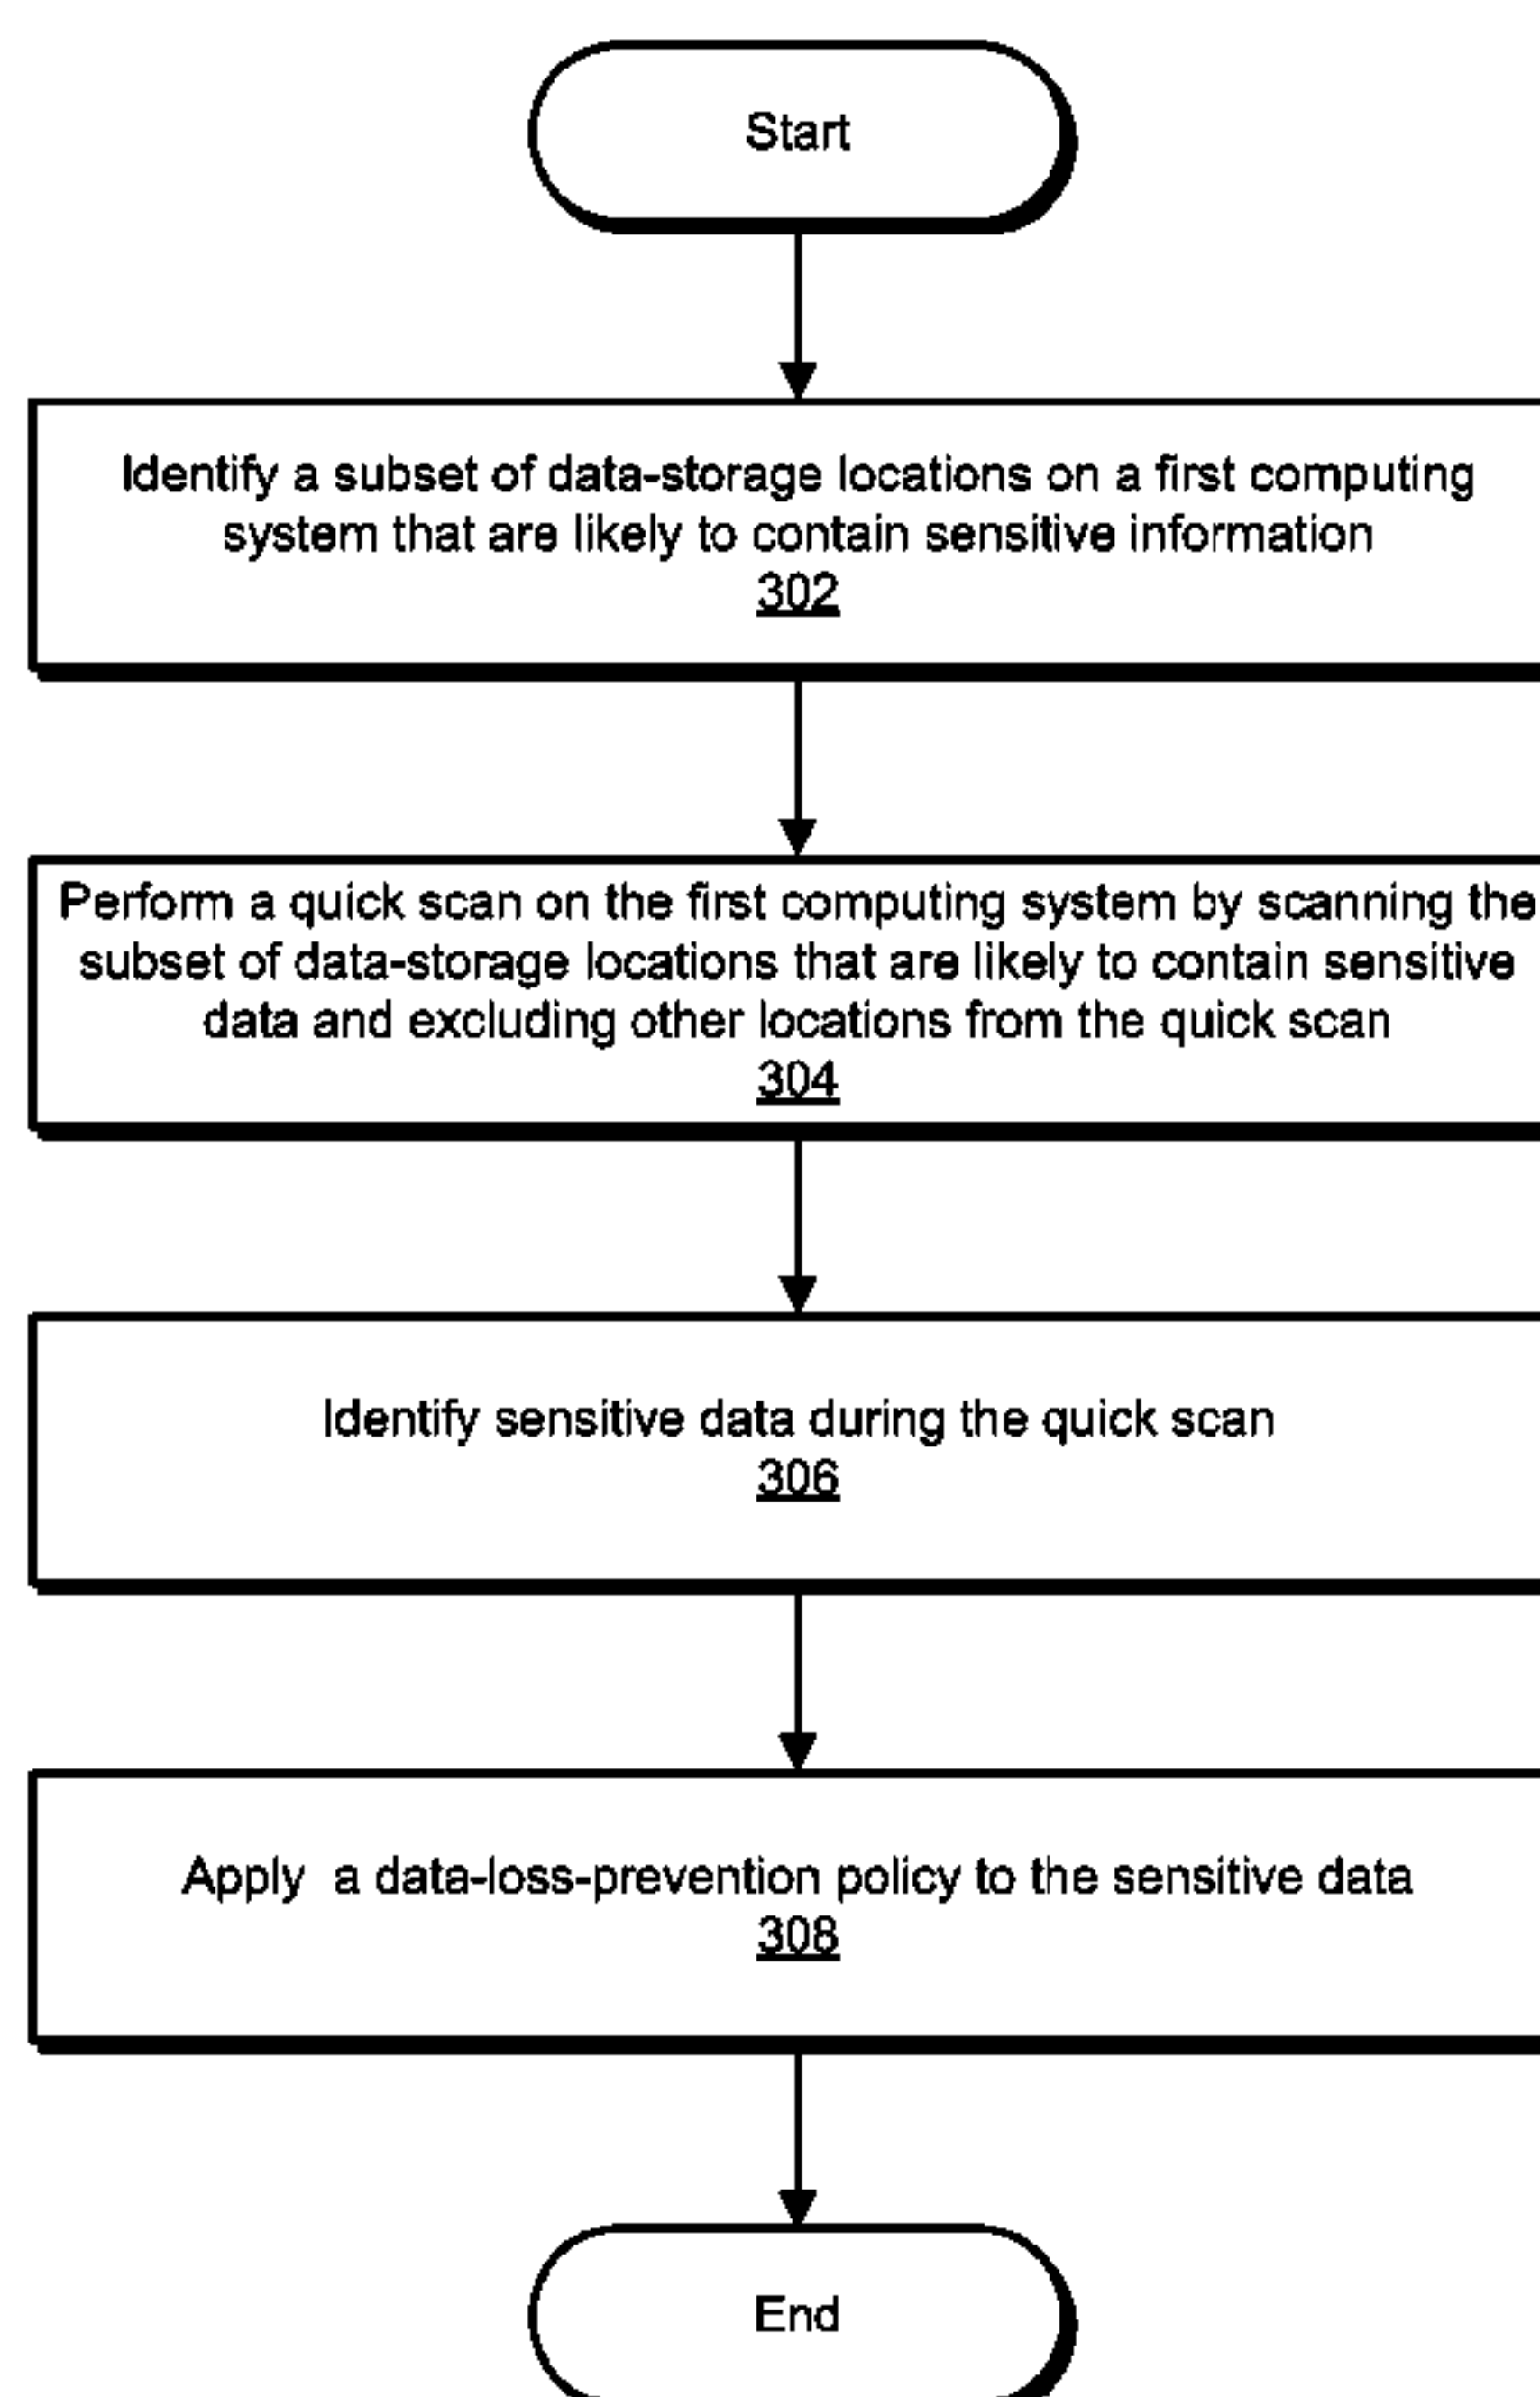 Start
Identify a subset of data-storage locations on a first computing
system that are likely to contain sensitive information
302
Perform a quick scan on the first computing system by scanning the
subset of data-storage locations that are likely to contain sensitive
data and excluding other locations from the quick scan
304
Identify sensitive data during the quick scan
306
Apply a data-loss-prevention policy to the sensitive data
308
End